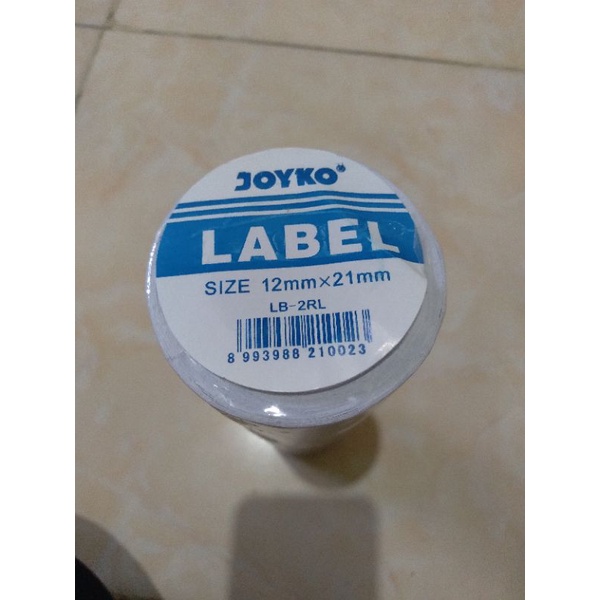 JOYKO®
LABEL
SIZE 12mm×21mm
LB-2RL
8 993988 210023